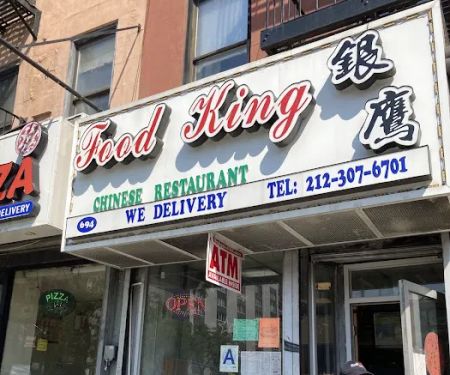 Food King 銀鷹
CHINESE RESTAURANT
694 WE DELIVERY TEL: 212-307-6701
ZA
DELIVERY
ATM
PIZZA
OPEN
A